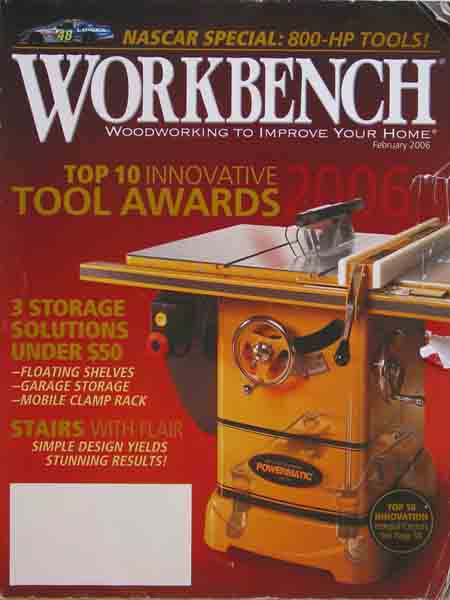 48 LOWE'S
NASCAR SPECIAL: 800-HP TOOLS!
WORKBENCH®
WOODWORKING TO IMPROVE YOUR HOME®
February 2006
TOP 10 INNOVATIVE
TOOL AWARDS 2006
3 STORAGE
SOLUTIONS
UNDER $50
–FLOATING SHELVES
–GARAGE STORAGE
–MOBILE CLAMP RACK
STAIRS WITH FLAIR
SIMPLE DESIGN YIELDS
STUNNING RESULTS!
POWERMATIC
TOP 10
INNOVATION